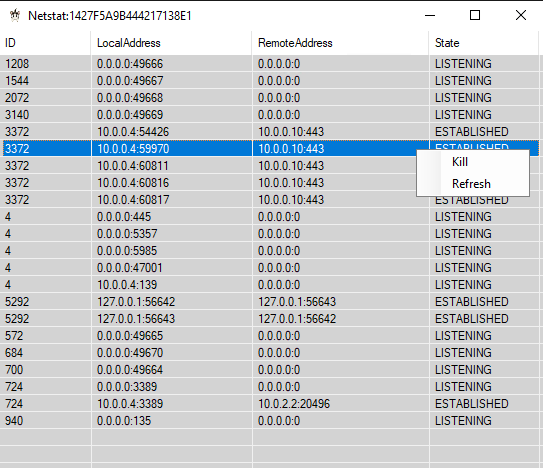 Netstat:1427F5A9B444217138E1
ID LocalAddress RemoteAddress State
1208 0.0.0.0:49666 0.0.0.0:0 LISTENING
1544 0.0.0.0:49667 0.0.0.0:0 LISTENING
2072 0.0.0.0:49668 0.0.0.0:0 LISTENING
3140 0.0.0.0:49669 0.0.0.0:0 LISTENING
3372 10.0.0.4:54426 10.0.0.10:443 ESTABLISHED
3372 10.0.0.4:59970 10.0.0.10:443 ESTABLISHED
3372 10.0.0.4:60811 10.0.0.10:443
Kill
3372 10.0.0.4:60816 10.0.0.10:443
Refresh
3372 10.0.0.4:60817 10.0.0.10:443 ESTABLISHED
4 0.0.0.0:445 0.0.0.0:0 LISTENING
4 0.0.0.0:5357 0.0.0.0:0 LISTENING
4 0.0.0.0:5985 0.0.0.0:0 LISTENING
4 0.0.0.0:47001 0.0.0.0:0 LISTENING
4 10.0.0.4:139 0.0.0.0:0 LISTENING
5292 127.0.0.1:56642 127.0.0.1:56643 ESTABLISHED
5292 127.0.0.1:56643 127.0.0.1:56642 ESTABLISHED
572 0.0.0.0:49665 0.0.0.0:0 LISTENING
684 0.0.0.0:49670 0.0.0.0:0 LISTENING
700 0.0.0.0:49664 0.0.0.0:0 LISTENING
724 0.0.0.0:3389 0.0.0.0:0 LISTENING
724 10.0.0.4:3389 10.0.2.2:20496 ESTABLISHED
940 0.0.0.0:135 0.0.0.0:0 LISTENING